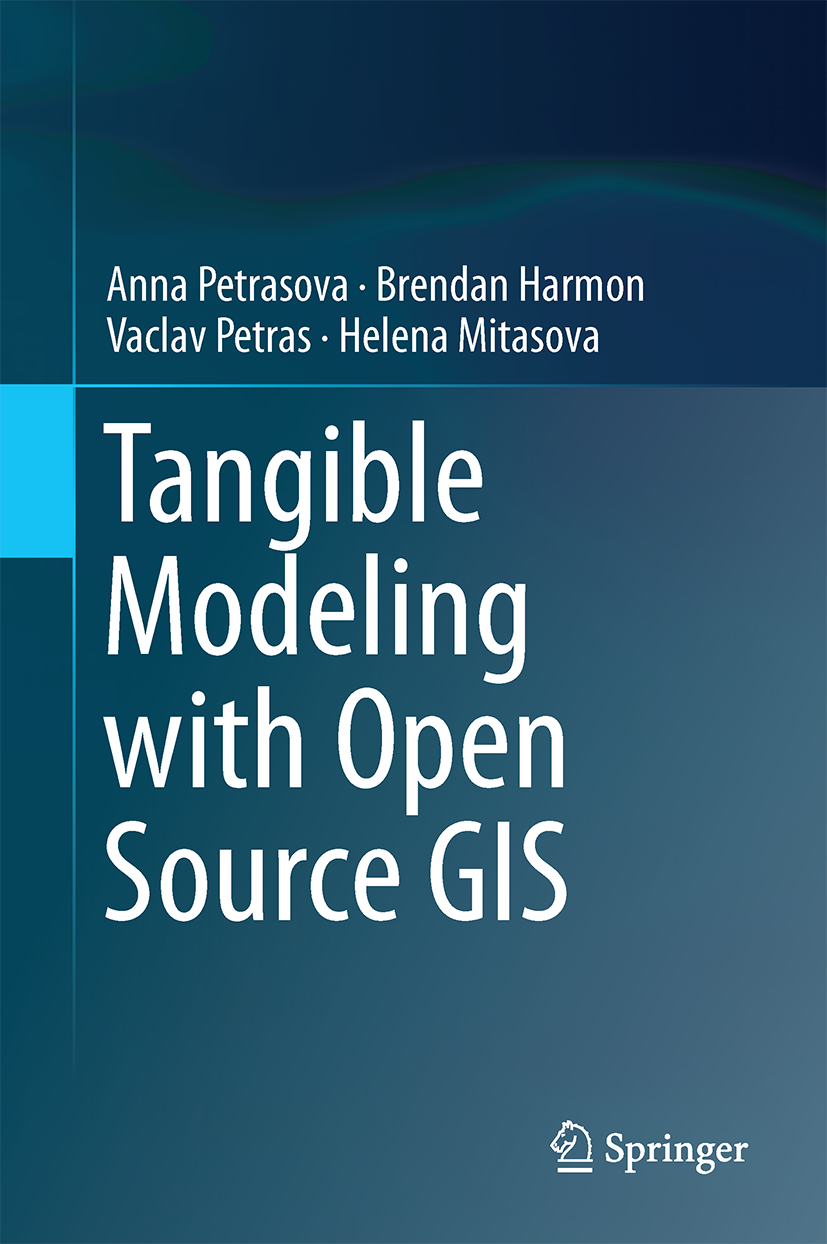 Anna Petrasova · Brendan Harmon
Vaclav Petras · Helena Mitasova
Tangible
Modeling
with Open
Source GIS
Springer